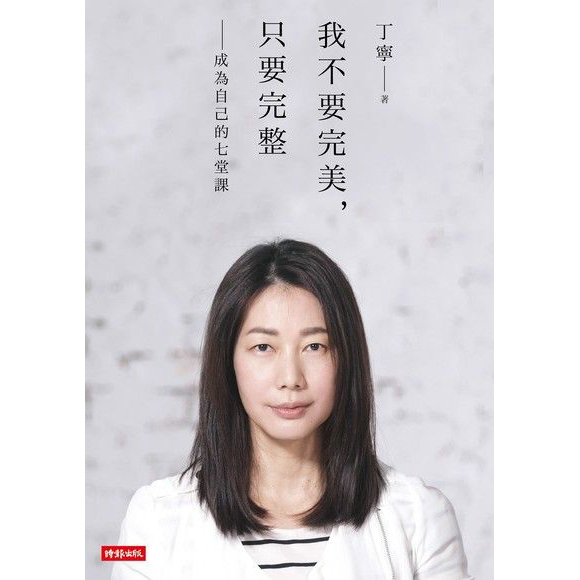 丁寧──著
我不要完美，
只要完整
──成為自己的七堂課
時報出版